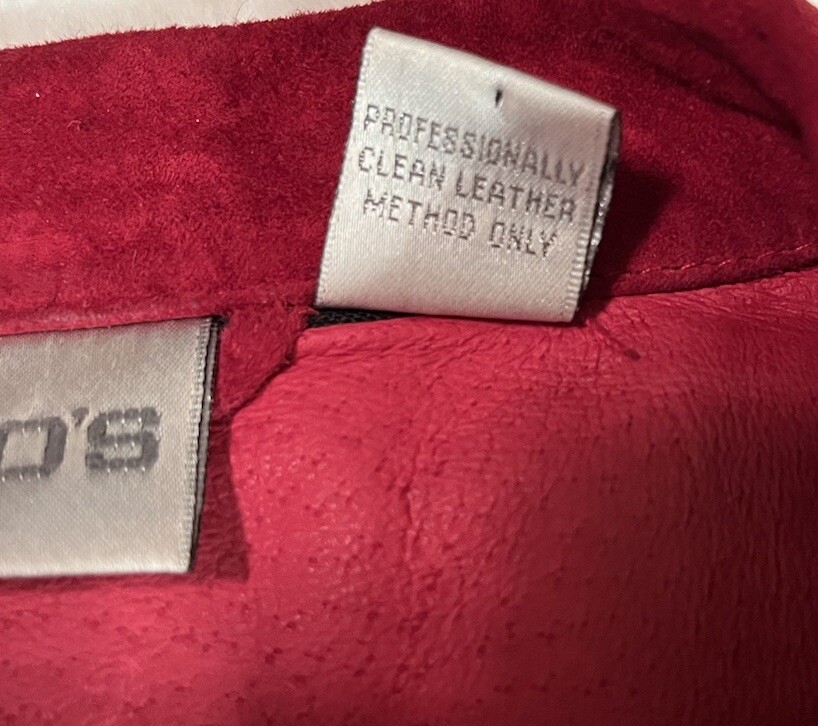 PROFESSIONALLY
CLEAN LEATHER
METHOD ONLY
O'S